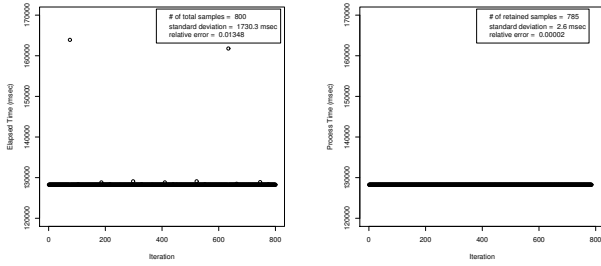 # of total samples = 800
standard deviation = 1730.3 msec
relative error = 0.01348
Elapsed Time (msec)
120000
130000
140000
150000
160000
170000
0
200
400
600
800
Iteration
# of retained samples = 785
standard deviation = 2.6 msec
relative error = 0.00002
Process Time (msec)
120000
130000
140000
150000
160000
170000
0
200
400
600
800
Iteration